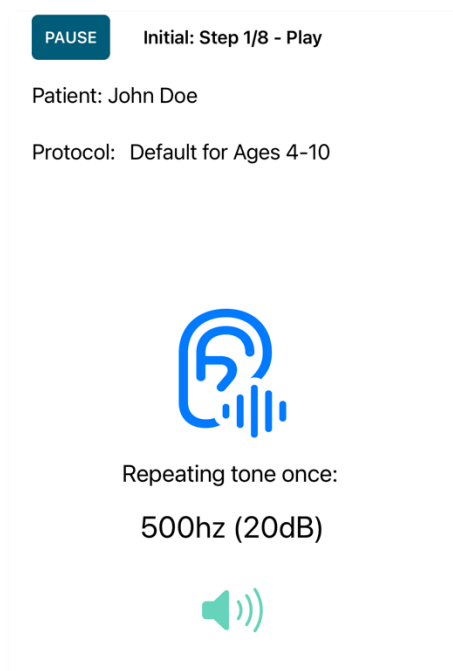 PAUSE Initial: Step 1/8 - Play
Patient: John Doe
Protocol: Default for Ages 4-10
Repeating tone once:
500hz (20dB)